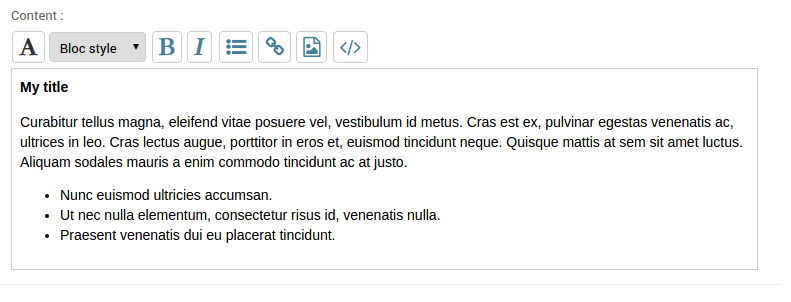 Content :
A Bloc style B I </>
My title
Curabitur tellus magna, eleifend vitae posuere vel, vestibulum id metus. Cras est ex, pulvinar egestas venenatis ac,
ultrices in leo. Cras lectus augue, porttitor in eros et, euismod tincidunt neque. Quisque mattis at sem sit amet luctus.
Aliquam sodales mauris a enim commodo tincidunt ac at justo.
• Nunc euismod ultricies accumsan.
• Ut nec nulla elementum, consectetur risus id, venenatis nulla.
• Praesent venenatis dui eu placerat tincidunt.